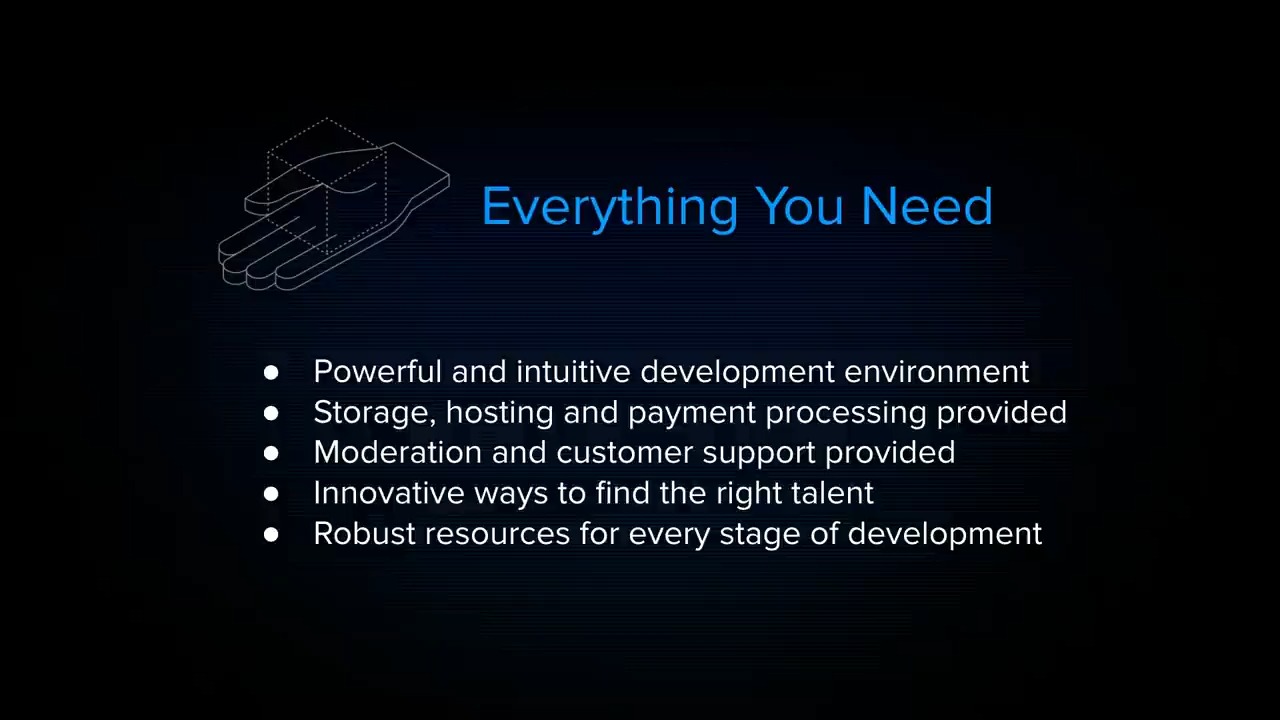 Everything You Need
● Powerful and intuitive development environment
● Storage, hosting and payment processing provided
● Moderation and customer support provided
● Innovative ways to find the right talent
● Robust resources for every stage of development